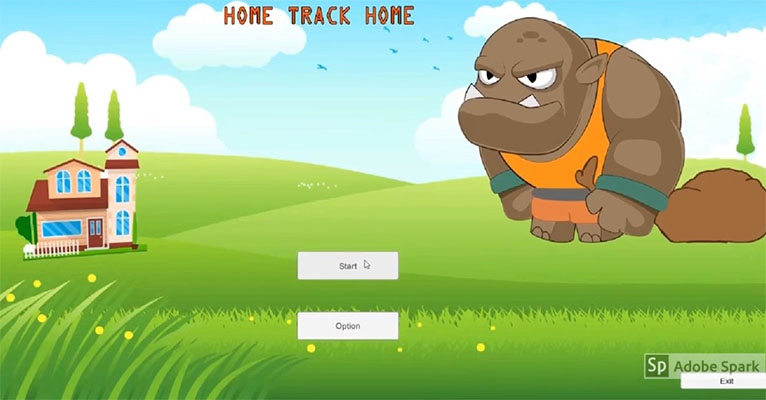 HOME TRACK HOME
Start
Option
Sp Adobe Spark
Exit